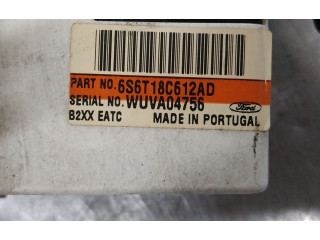 PART NO. 6S6T18C612AD
SERIAL NO. WUVA04756
B2XX EATC MADE IN PORTUGAL
Ford